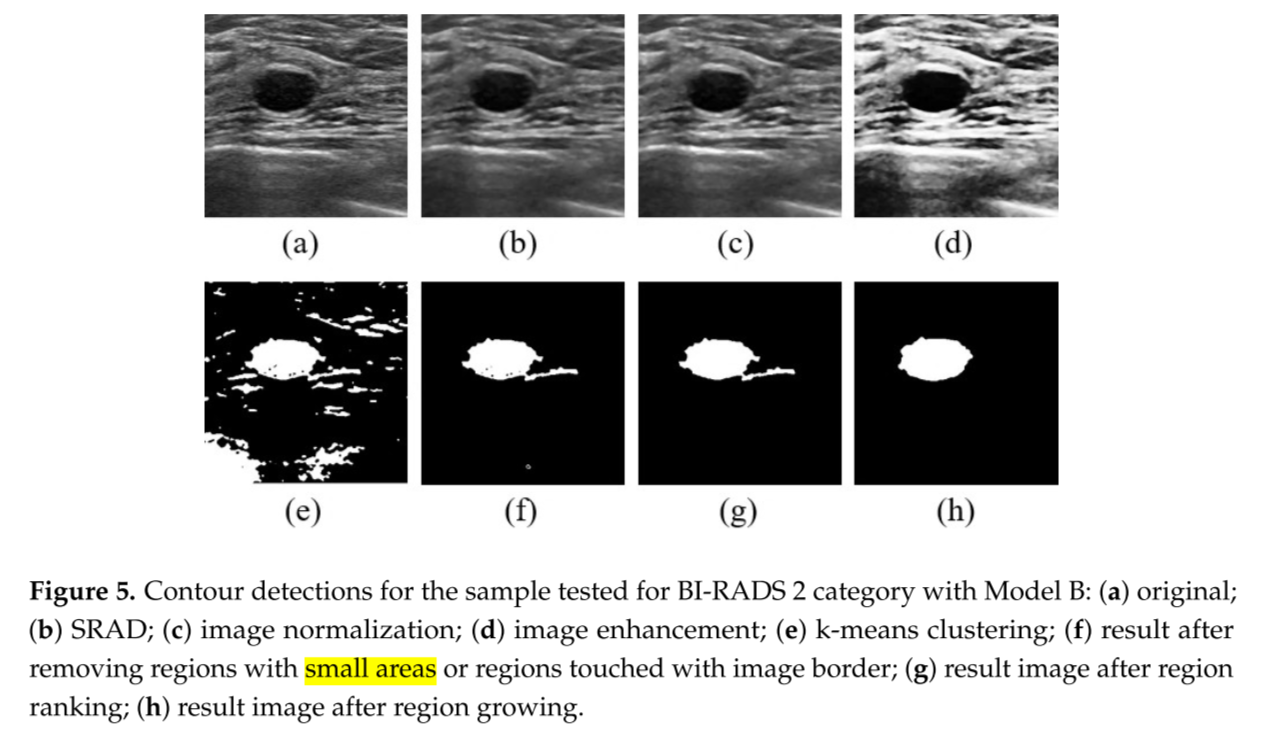 (a) (b) (c) (d)
(e) (f) (g) (h)
Figure 5. Contour detections for the sample tested for BI-RADS 2 category with Model B: (a) original;
(b) SRAD; (c) image normalization; (d) image enhancement; (e) k-means clustering; (f) result after
removing regions with small areas or regions touched with image border; (g) result image after region
ranking; (h) result image after region growing.